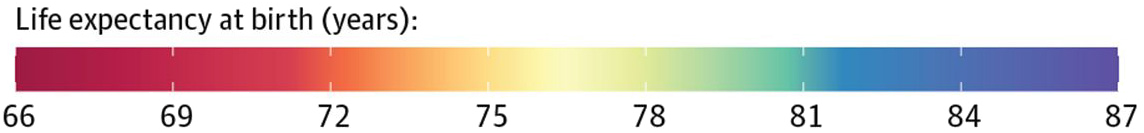 Life expectancy at birth (years):
66 69 72 75 78 81 84 87